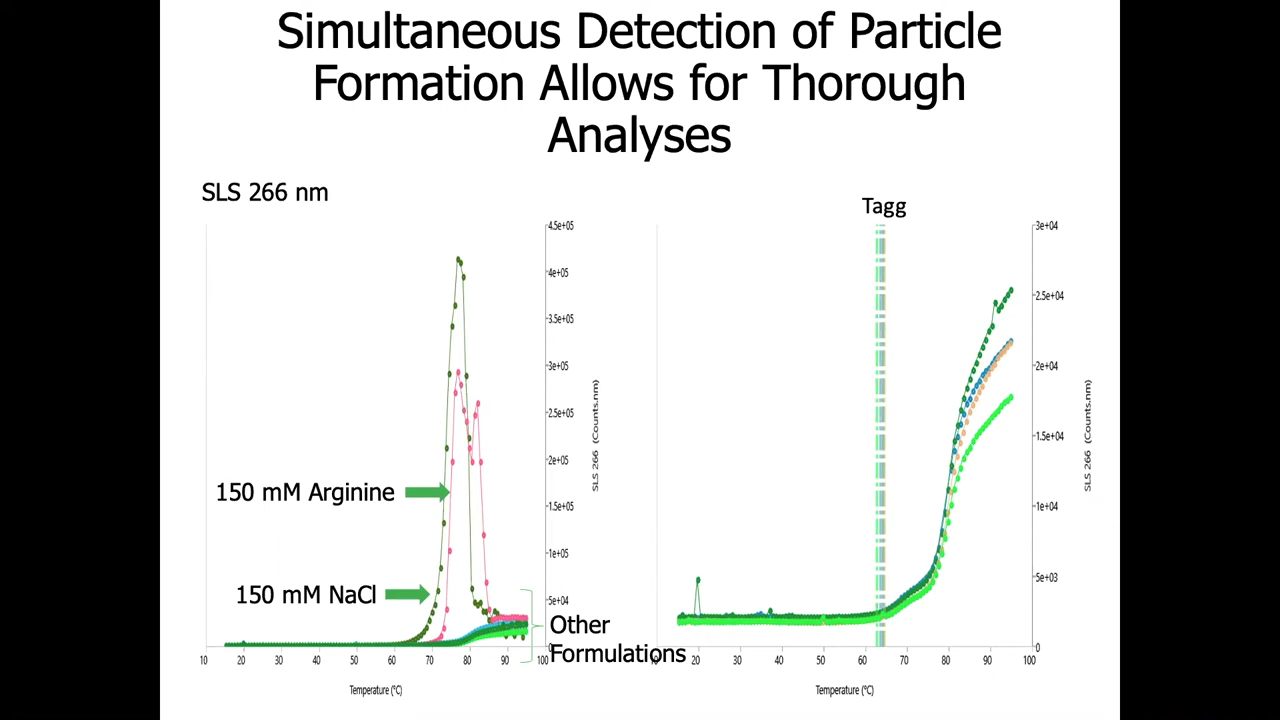 Simultaneous Detection of Particle
Formation Allows for Thorough
Analyses
SLS 266 nm
4.5e+05
4e+05
3.5e+05
3e+05
2.5e+05
2e+05
1.5e+05
1e+05
5e+04
0
SLS 266 (Counts.nm)
150 mM Arginine
150 mM NaCl
Other
Formulations
10 20 30 40 50 60 70 80 90 100
Temperature (°C)
Tagg
3e+04
2.5e+04
2e+04
1.5e+04
1e+04
5e+03
0
SLS 266 (Counts.nm)
20 30 40 50 60 70 80 90 100
Temperature (°C)